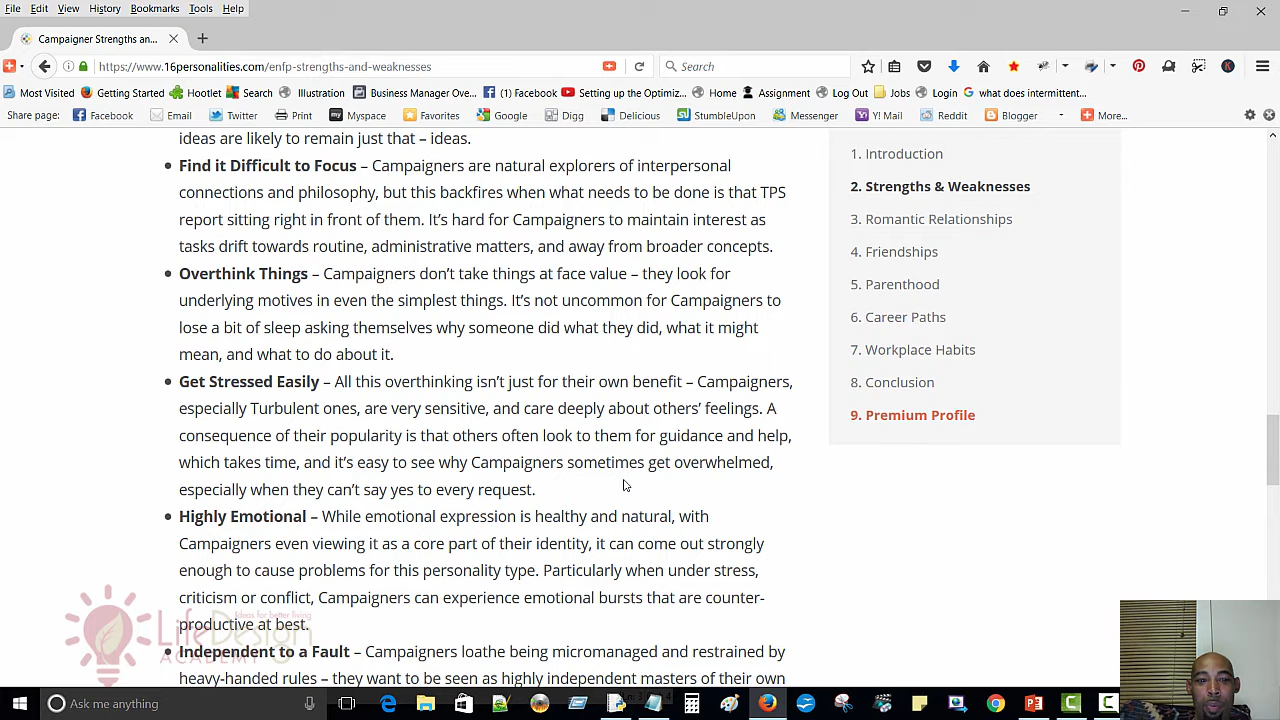 File Edit View History Bookmarks Tools Help
Campaigner Strengths an...
https://www.16personalities.com/enfp-strengths-and-weaknesses
Search
Most Visited Getting Started Hootlet Search Illustration Business Manager Ove... (1) Facebook Setting up the Optimiz... Home Assignment Log Out Jobs Login what does intermittent...
Share page: Facebook Email Twitter Print Myspace Favorites Google Digg Delicious StumbleUpon Messenger Y! Mail Reddit Blogger More...
ideas are likely to remain just that – ideas.
Find it Difficult to Focus – Campaigners are natural explorers of interpersonal
connections and philosophy, but this backfires when what needs to be done is that TPS
report sitting right in front of them. It’s hard for Campaigners to maintain interest as
tasks drift towards routine, administrative matters, and away from broader concepts.
Overthink Things – Campaigners don’t take things at face value – they look for
underlying motives in even the simplest things. It’s not uncommon for Campaigners to
lose a bit of sleep asking themselves why someone did what they did, what it might
mean, and what to do about it.
Get Stressed Easily – All this overthinking isn’t just for their own benefit – Campaigners,
especially Turbulent ones, are very sensitive, and care deeply about others’ feelings. A
consequence of their popularity is that others often look to them for guidance and help,
which takes time, and it’s easy to see why Campaigners sometimes get overwhelmed,
especially when they can’t say yes to every request.
Highly Emotional – While emotional expression is healthy and natural, with
Campaigners even viewing it as a core part of their identity, it can come out strongly
enough to cause problems for this personality type. Particularly when under stress,
criticism or conflict, Campaigners can experience emotional bursts that are counter-
productive at best.
Independent to a Fault – Campaigners loathe being micromanaged and restrained by
heavy-handed rules – they want to be seen as highly independent masters of their own
1. Introduction
2. Strengths & Weaknesses
3. Romantic Relationships
4. Friendships
5. Parenthood
6. Career Paths
7. Workplace Habits
8. Conclusion
9. Premium Profile
Ideas for better living
LifeDesign
ACADEMY
Ask me anything